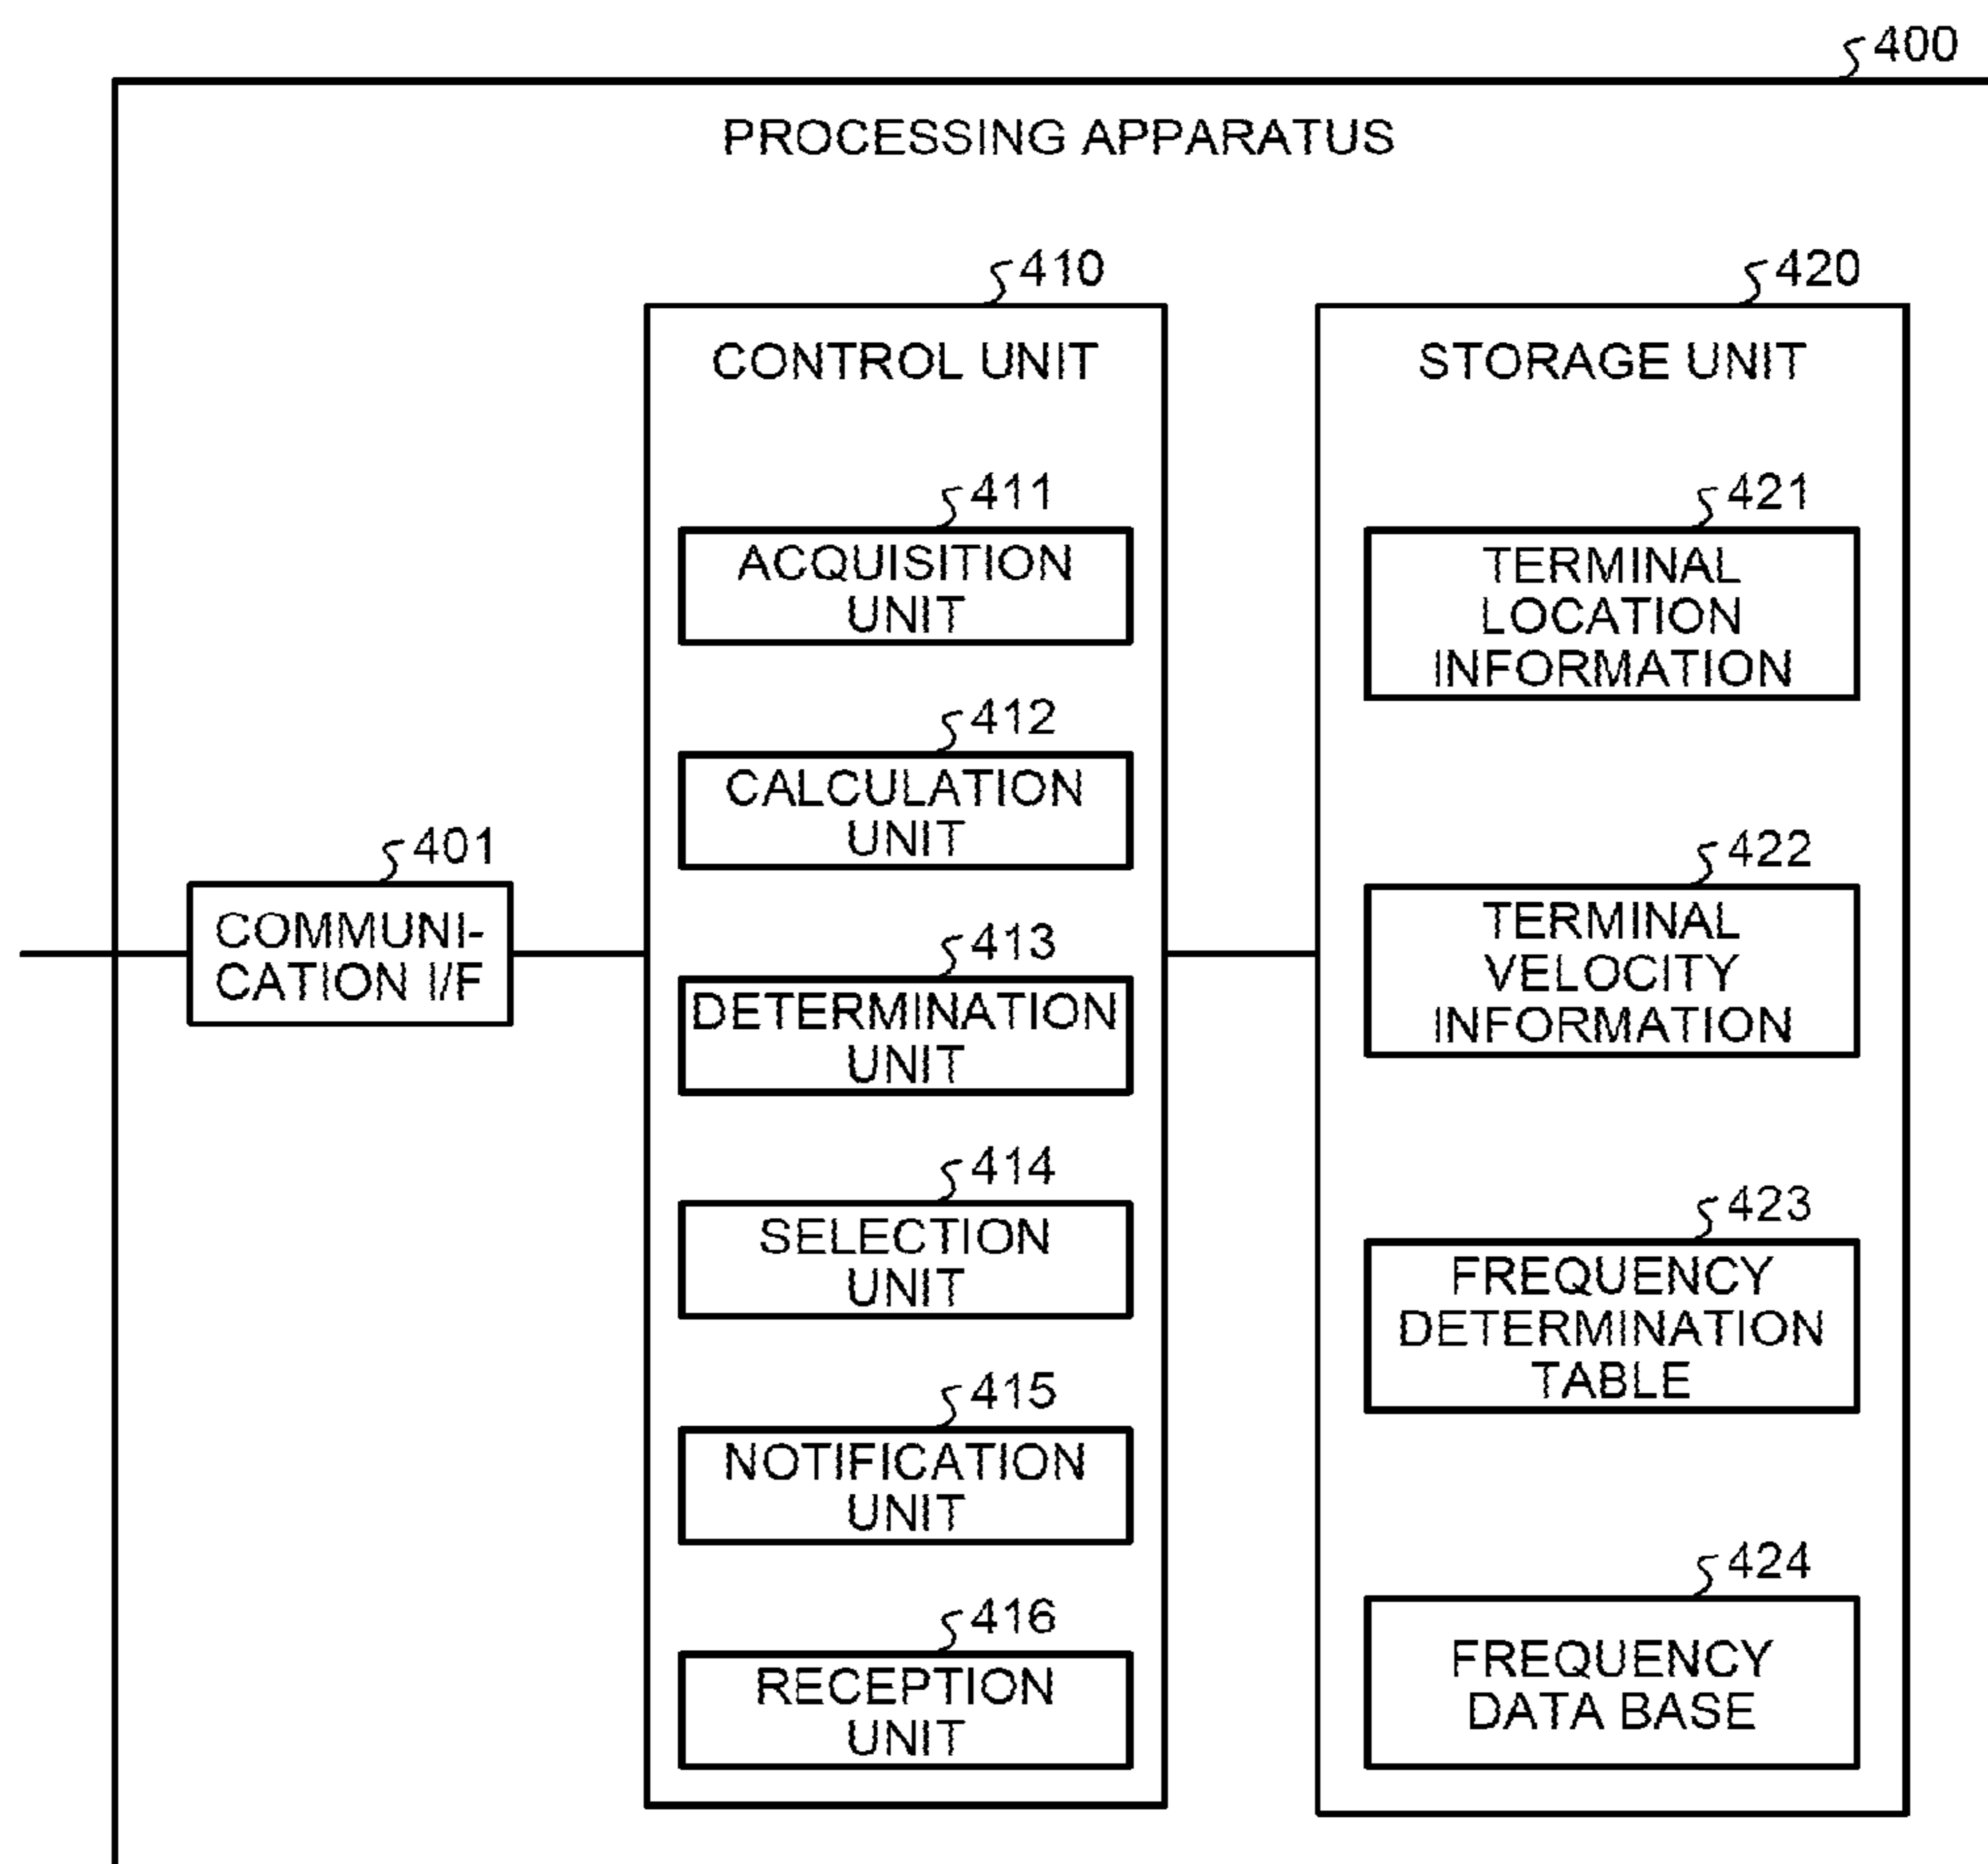 400
PROCESSING APPARATUS
401
COMMUNI-
CATION I/F
410
CONTROL UNIT
411
ACQUISITION
UNIT
412
CALCULATION
UNIT
413
DETERMINATION
UNIT
414
SELECTION
UNIT
415
NOTIFICATION
UNIT
416
RECEPTION
UNIT
420
STORAGE UNIT
421
TERMINAL
LOCATION
INFORMATION
422
TERMINAL
VELOCITY
INFORMATION
423
FREQUENCY
DETERMINATION
TABLE
424
FREQUENCY
DATA BASE